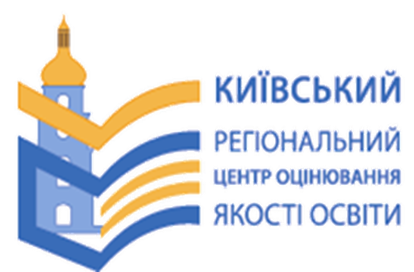 КИЇВСЬКИЙ
РЕГІОНАЛЬНИЙ
ЦЕНТР ОЦІНЮВАННЯ
ЯКОСТІ ОСВІТИ